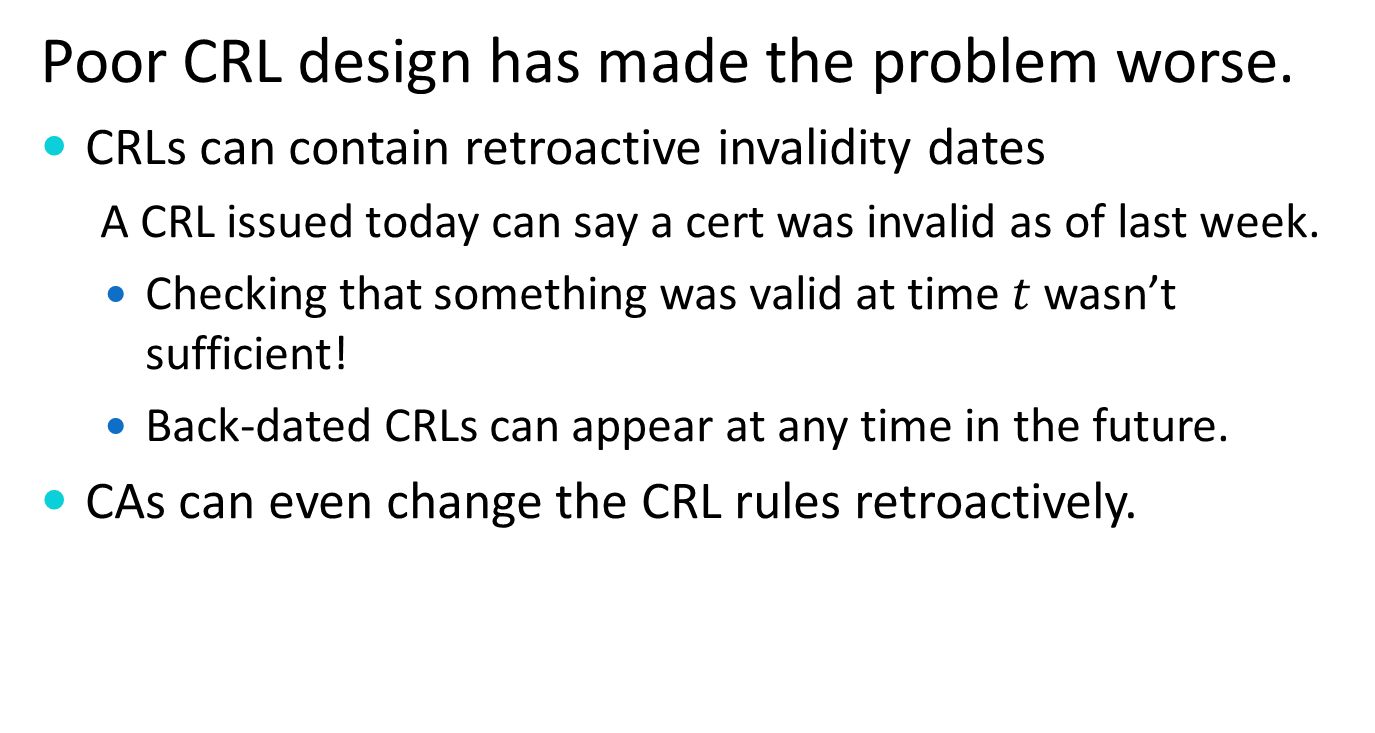 Poor CRL design has made the problem worse.
• CRLs can contain retroactive invalidity dates
A CRL issued today can say a cert was invalid as of last week.
• Checking that something was valid at time t wasn’t
sufficient!
• Back-dated CRLs can appear at any time in the future.
• CAs can even change the CRL rules retroactively.